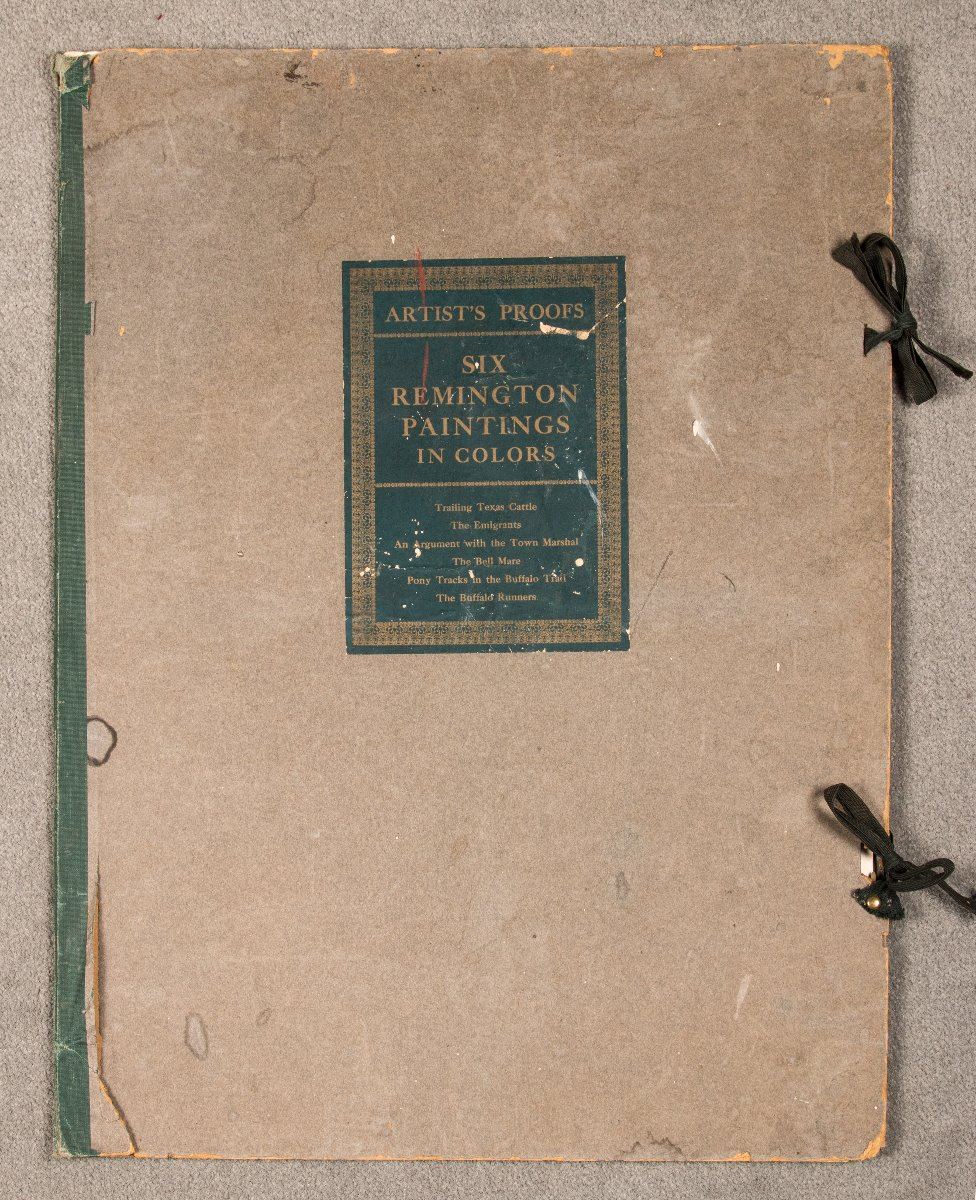 ARTIST'S PROOFS
SIX
REMINGTON
PAINTINGS
IN COLORS
Trailing Texas Cattle
The Emigrants
An Argument with the Town Marshal
The Bell Mare
Pony Tracks in the Buffalo Trail
The Buffalo Runners